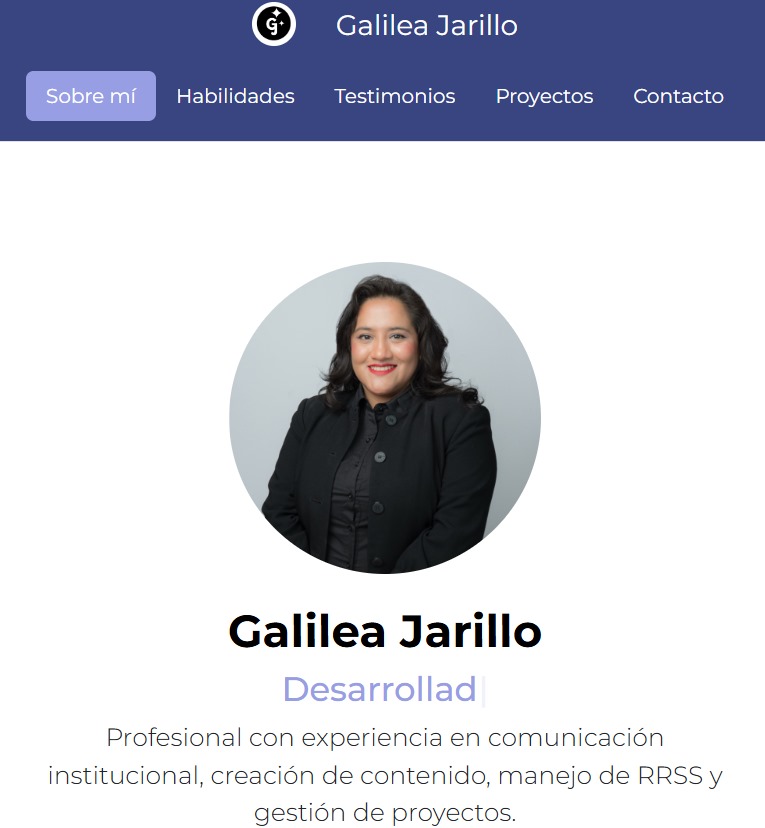 G
Galilea Jarillo
Sobre mí Habilidades Testimonios Proyectos Contacto
Galilea Jarillo
Desarrollad
Profesional con experiencia en comunicación
institucional, creación de contenido, manejo de RRSS y
gestión de proyectos.